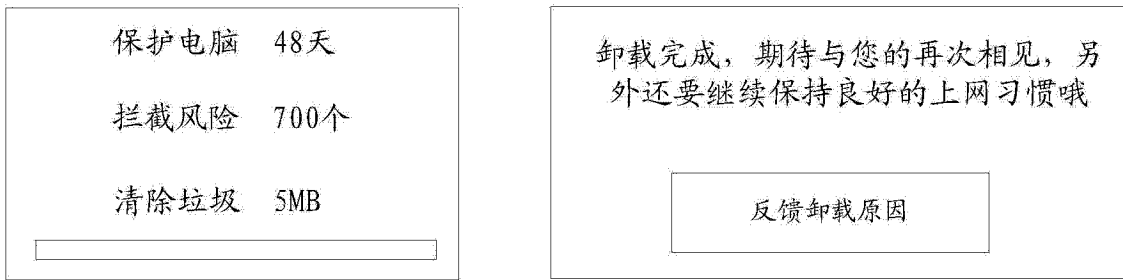 保护电脑 48天
拦截风险 700个
清除垃圾 5MB
卸载完成，期待与您的再次相见，另
外还要继续保持良好的上网习惯哦
反馈卸载原因